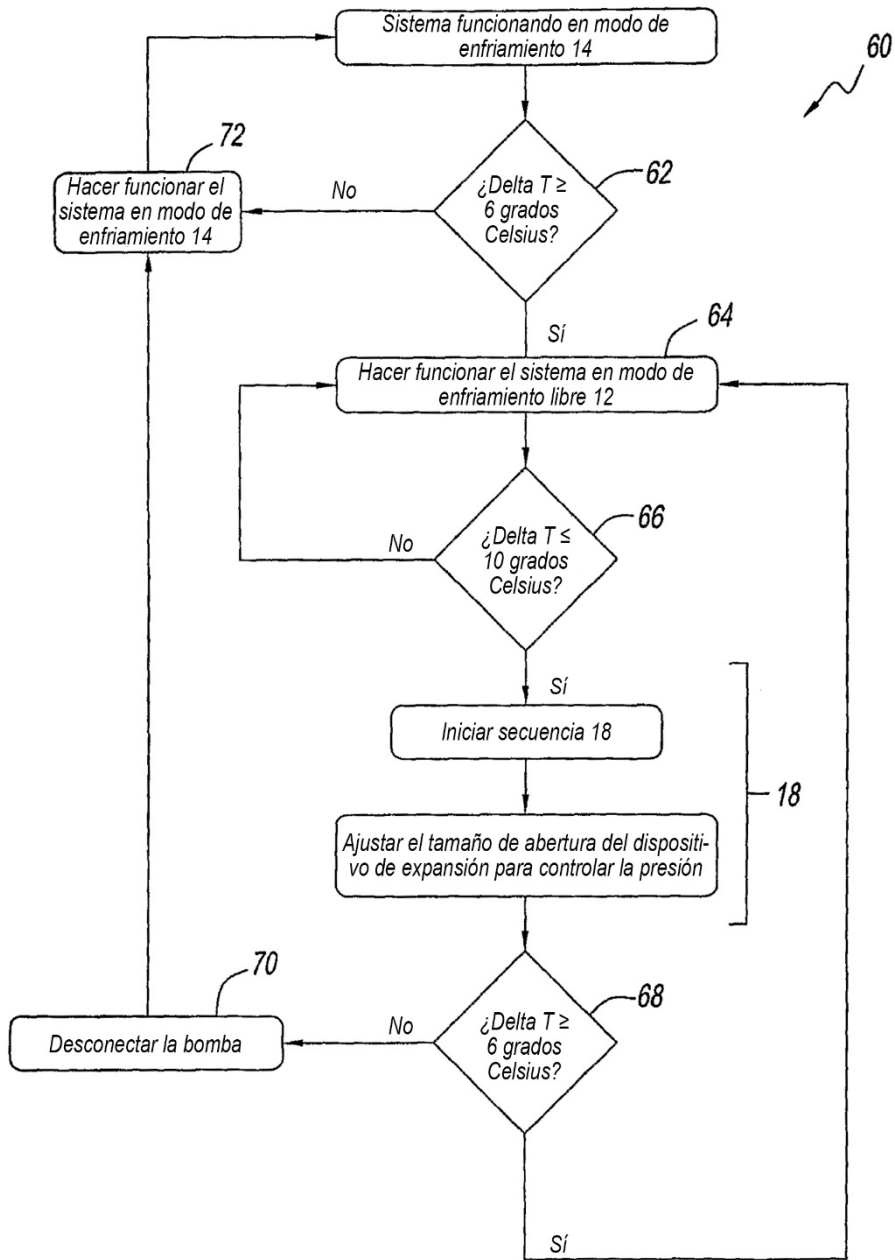 Sistema funcionando en modo de
enfriamiento 14
60
72
Hacer funcionar el
sistema en modo de
enfriamiento 14
No
¿Delta T ≥
6 grados
Celsius?
62
Sí
64
Hacer funcionar el sistema en modo de
enfriamiento libre 12
No
¿Delta T ≤
10 grados
Celsius?
66
Sí
Iniciar secuencia 18
18
Ajustar el tamaño de abertura del dispositi-
vo de expansión para controlar la presión
70
Desconectar la bomba
No
¿Delta T ≥
6 grados
Celsius?
68
Sí